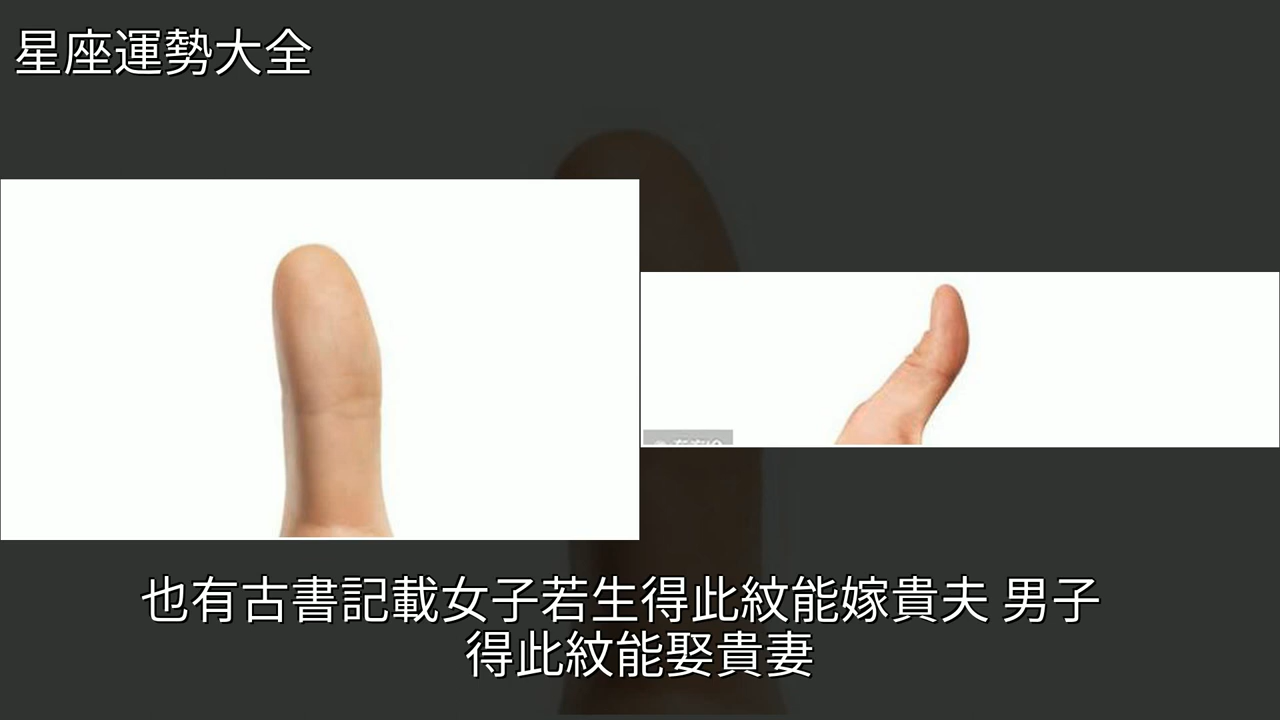 星座運勢大全
也有古書記載女子若生得此紋能嫁貴夫 男子
得此紋能娶貴妻